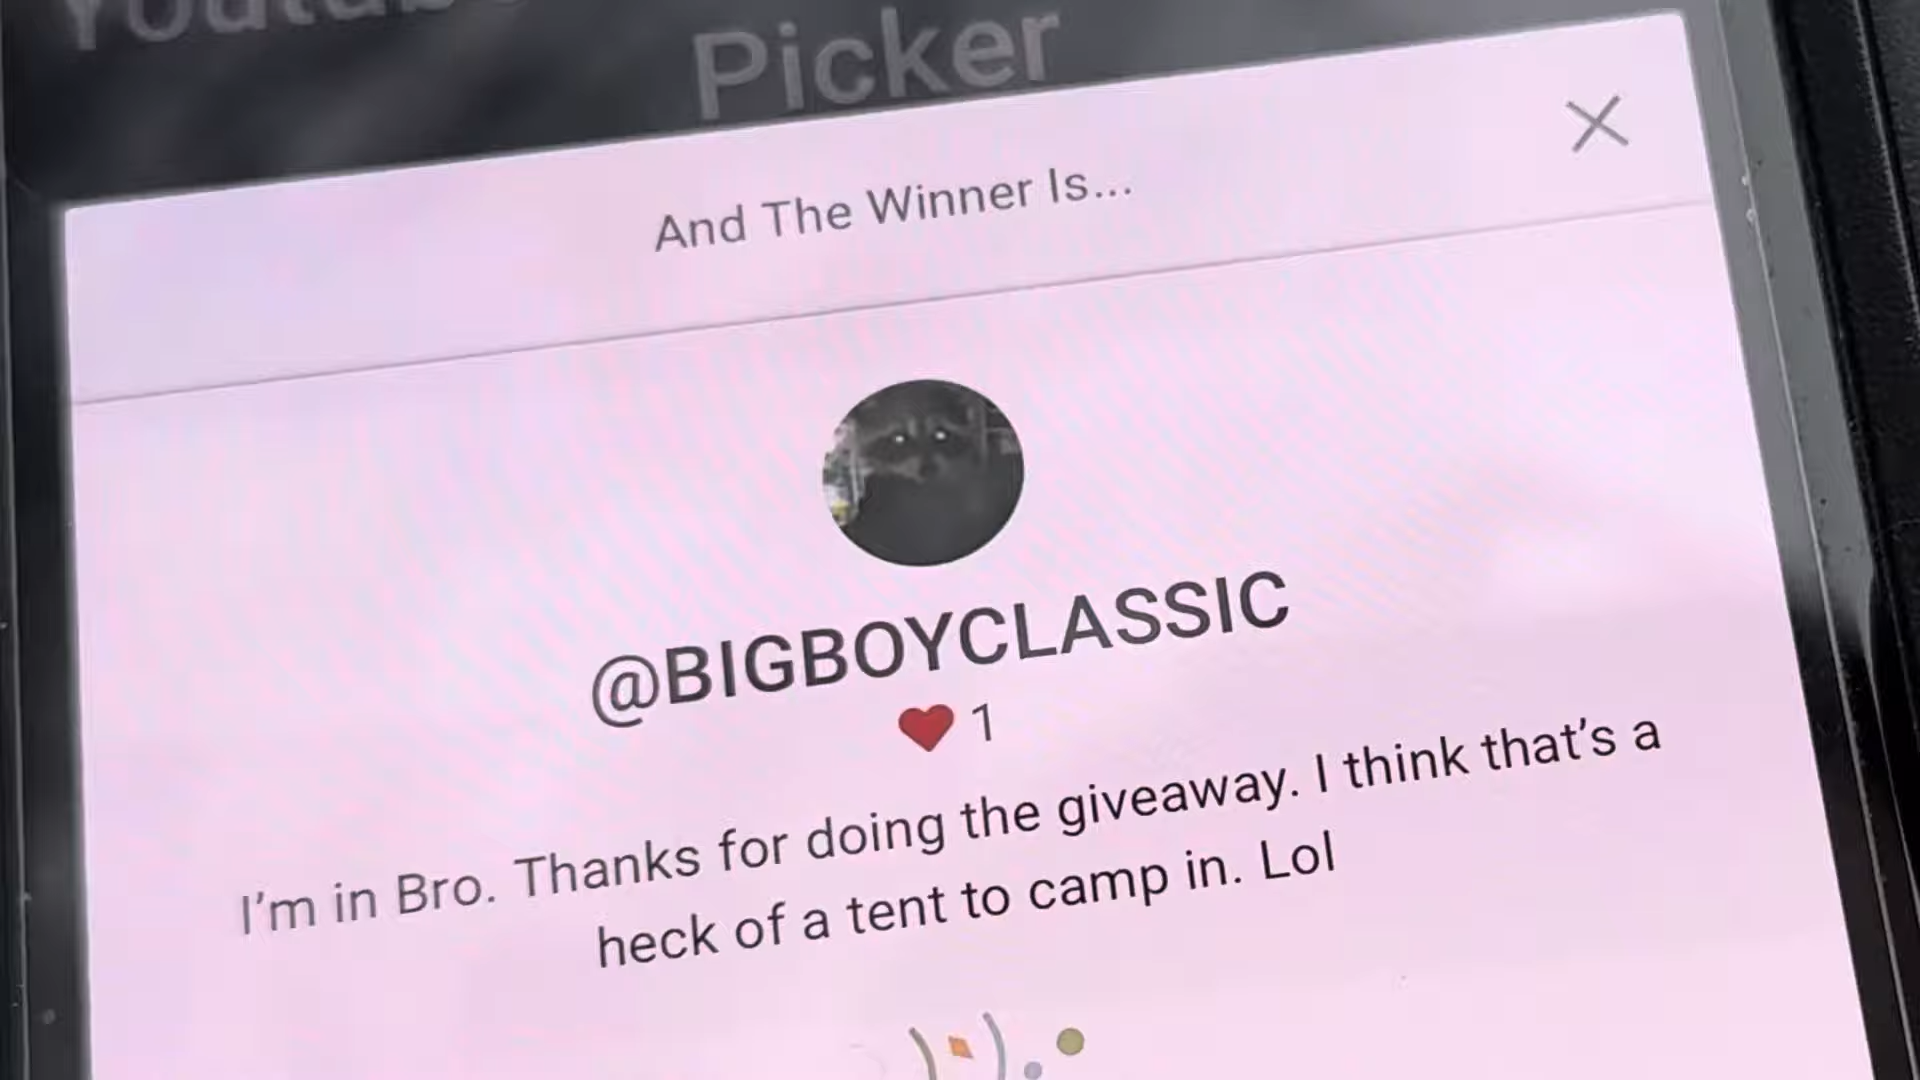 Youtube
Picker
And The Winner Is...
@BIGBOYCLASSIC
1
I'm in Bro. Thanks for doing the giveaway. I think that's a
heck of a tent to camp in. Lol